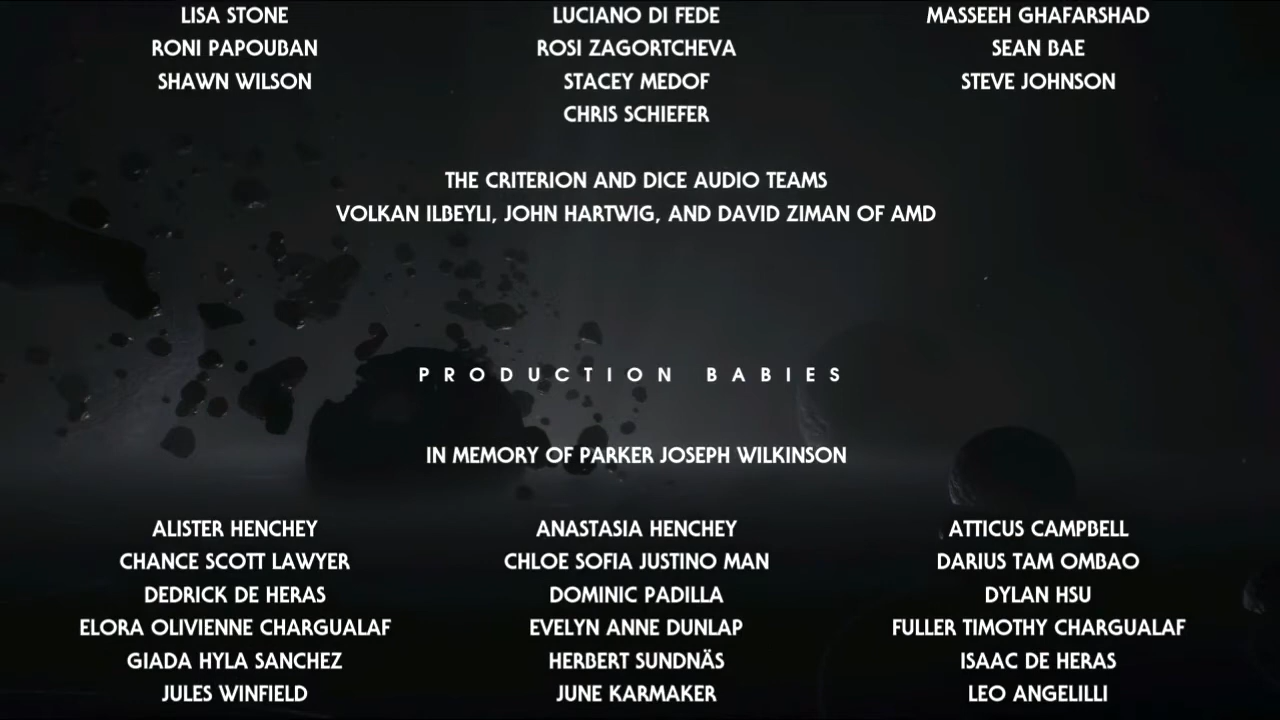 LISA STONE LUCIANO DI FEDE MASSEEH GHAFARSHAD
RONI PAPOUBAN ROSI ZAGORTCHEVA SEAN BAE
SHAWN WILSON STACEY MEDOF STEVE JOHNSON
CHRIS SCHIEFER
THE CRITERION AND DICE AUDIO TEAMS
VOLKAN ILBEYLI, JOHN HARTWIG, AND DAVID ZIMAN OF AMD
PRODUCTION BABIES
IN MEMORY OF PARKER JOSEPH WILKINSON
ALISTER HENCHEY ANASTASIA HENCHEY ATTICUS CAMPBELL
CHANCE SCOTT LAWYER CHLOE SOFIA JUSTINO MAN DARIUS TAM OMBAO
DEDRICK DE HERAS DOMINIC PADILLA DYLAN HSU
ELORA OLIVIENNE CHARGUALAF EVELYN ANNE DUNLAP FULLER TIMOTHY CHARGUALAF
GIADA HYLA SANCHEZ HERBERT SUNDNÄS ISAAC DE HERAS
JULES WINFIELD JUNE KARMAKER LEO ANGELILLI